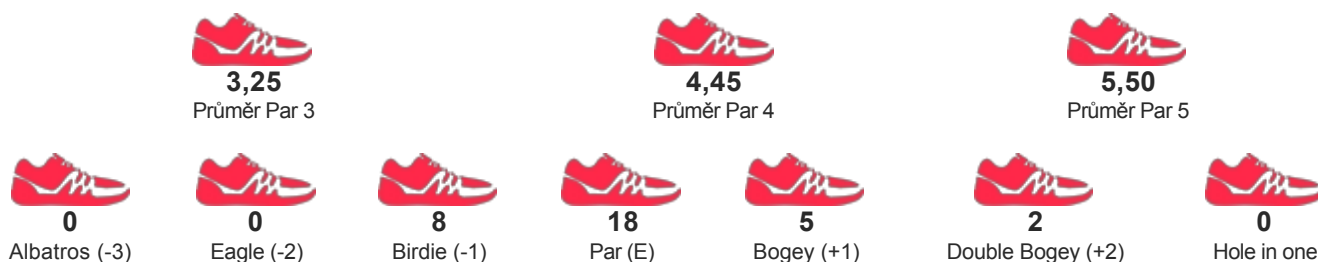 3,25 4,45 5,50
Průměr Par 3 Průměr Par 4 Průměr Par 5
0 0 8 18 5 2 0
Albatros (-3) Eagle (-2) Birdie (-1) Par (E) Bogey (+1) Double Bogey (+2) Hole in one